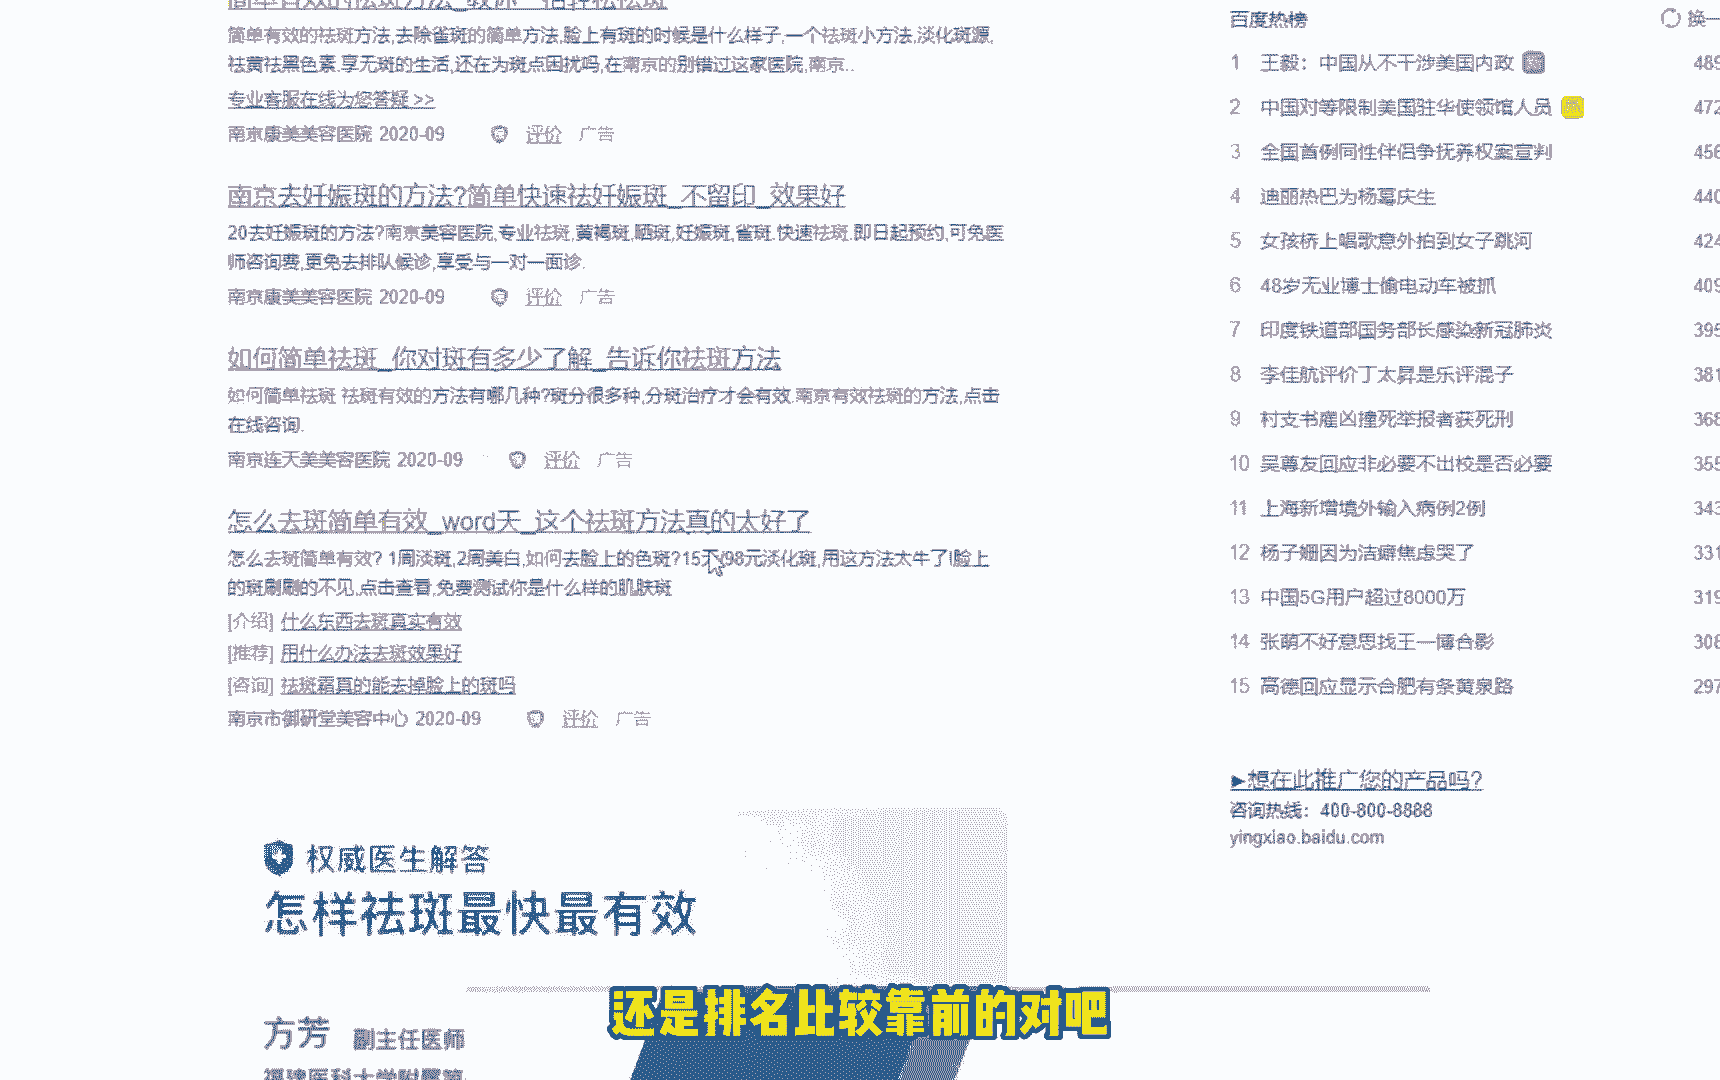 简单有效的祛斑方法_教你一招轻松祛斑
简单有效的祛斑方法,去除雀斑的简单方法,脸上有斑的时候是什么样子,一个祛斑小方法,淡化斑源,
祛黄祛黑色素.享无斑的生活,还在为斑点困扰吗,在南京的别错过这家医院,南京..
专业客服在线为您答疑 >>
南京康美美容医院 2020-09 评价 广告
南京去妊娠斑的方法?简单快速祛妊娠斑_不留印_效果好
20去妊娠斑的方法?南京美容医院,专业祛斑,黄褐斑,晒斑,妊娠斑,雀斑.快速祛斑.即日起预约,可免医
师咨询费,更免去排队候诊,享受与一对一面诊.
南京康美美容医院 2020-09 评价 广告
如何简单祛斑_你对斑有多少了解_告诉你祛斑方法
如何简单祛斑 祛斑有效的方法有哪几种?斑分很多种,分斑治疗才会有效.南京有效祛斑的方法,点击
在线咨询.
南京连天美美容医院 2020-09 评价 广告
怎么去斑简单有效_word天_这个祛斑方法真的太好了
怎么去斑简单有效? 1周淡斑,2周美白,如何去脸上的色斑?15天/98元淡化斑,用这方法太牛了!脸上
的斑刷刷的不见,点击查看,免费测试你是什么样的肌肤斑
[介绍] 什么东西去斑真实有效
[推荐] 用什么办法去斑效果好
[咨询] 祛斑霜真的能去掉脸上的斑吗
南京市御研堂美容中心 2020-09 评价 广告
权威医生解答
怎样祛斑最快最有效
方芳 副主任医师
福建医科大学附属第
百度热榜 换一
1 王毅：中国从不干涉美国内政 489
2 中国对等限制美国驻华使领馆人员 472
3 全国首例同性伴侣争抚养权案宣判 456
4 迪丽热巴为杨幂庆生 440
5 女孩桥上唱歌意外拍到女子跳河 424
6 48岁无业博士偷电动车被抓 409
7 印度铁道部国务部长感染新冠肺炎 395
8 李佳航评价丁太昇是乐评混子 381
9 村支书雇凶撞死举报者获死刑 368
10 吴尊友回应非必要不出校是否必要 355
11 上海新增境外输入病例2例 343
12 杨子姗因为洁癖焦虑哭了 331
13 中国5G用户超过8000万 319
14 张萌不好意思找王一博合影 308
15 高德回应显示合肥有条黄泉路 297
▶想在此推广您的产品吗?
咨询热线：400-800-8888
yingxiao.baidu.com
还是排名比较靠前的对吧